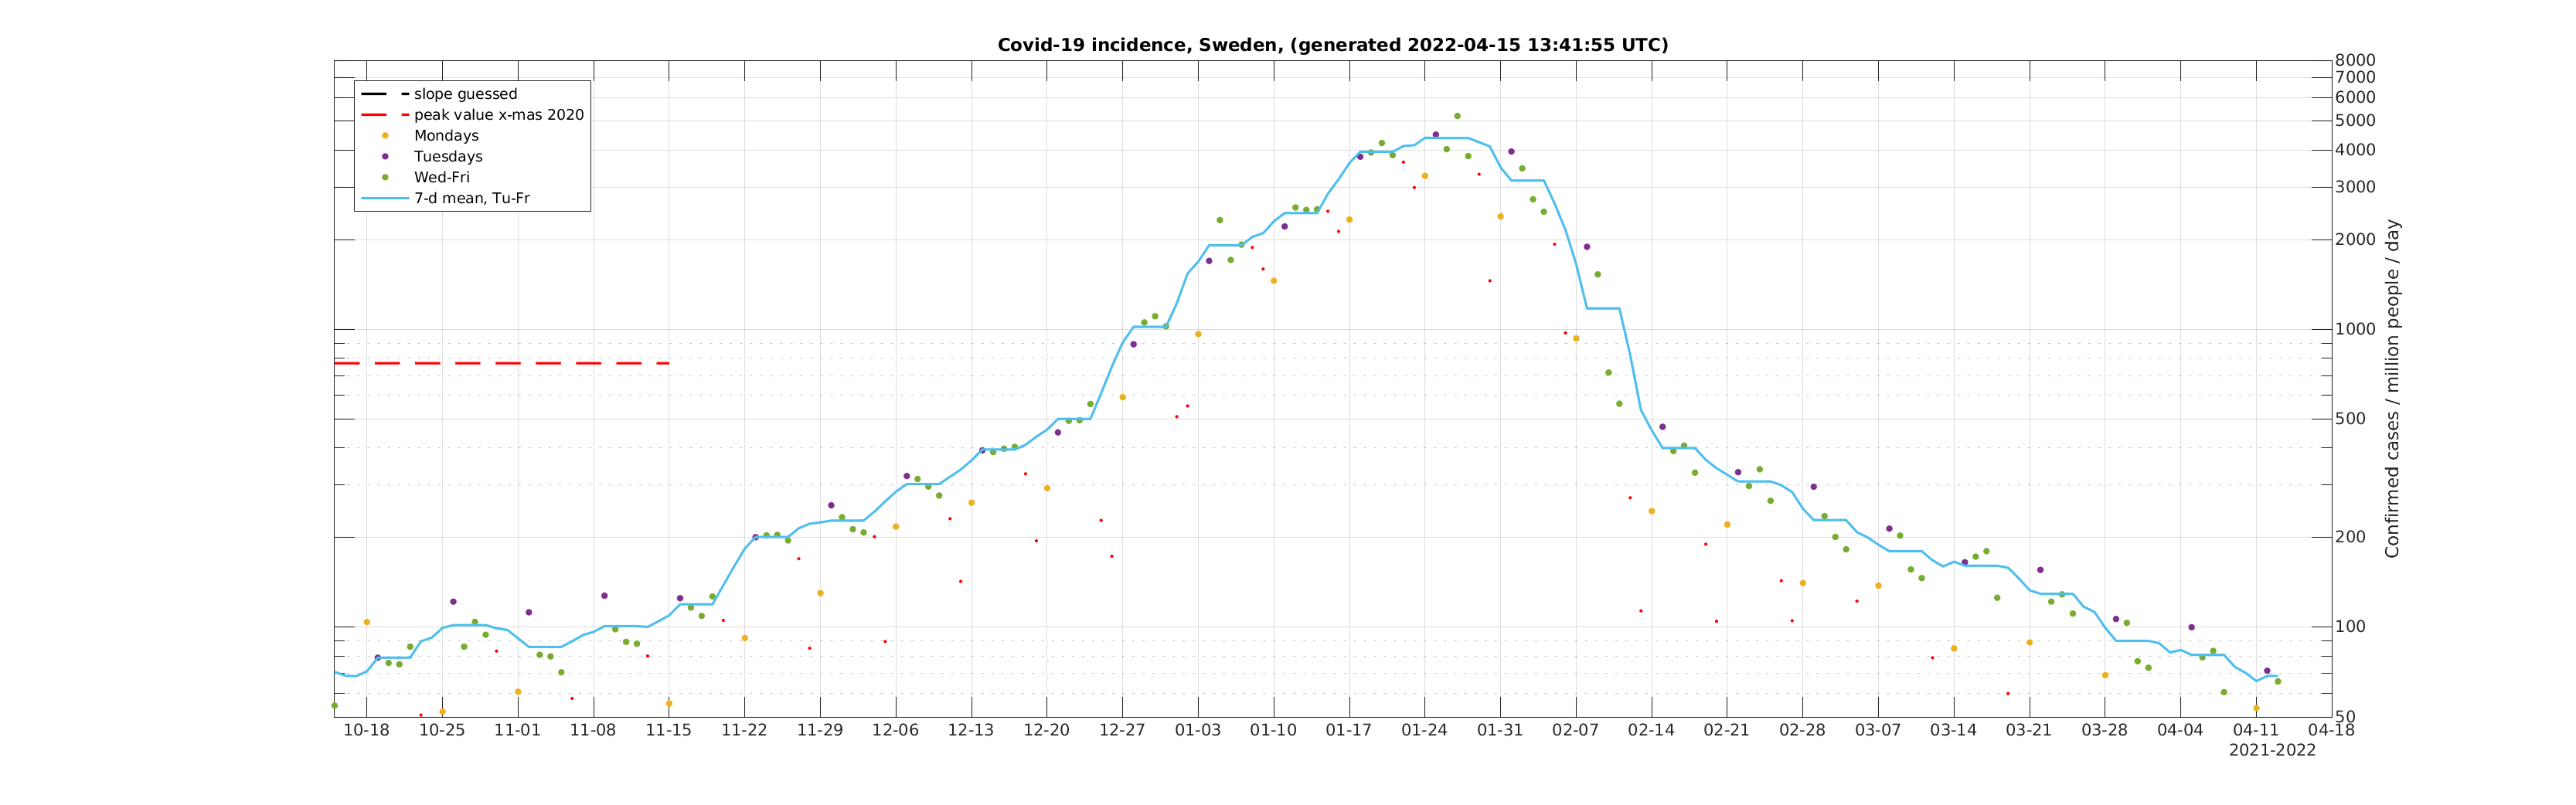 Covid-19 incidence, Sweden, (generated 2022-04-15 13:41:55 UTC)
slope guessed
peak value x-mas 2020
Mondays
Tuesdays
Wed-Fri
7-d mean, Tu-Fr
8000
7000
6000
5000
4000
3000
2000
1000
500
200
100
50
Confirmed cases / million people / day
10-18 10-25 11-01 11-08 11-15 11-22 11-29 12-06 12-13 12-20 12-27 01-03 01-10 01-17 01-24 01-31 02-07 02-14 02-21 02-28 03-07 03-14 03-21 03-28 04-04 04-11 04-18
2021-2022